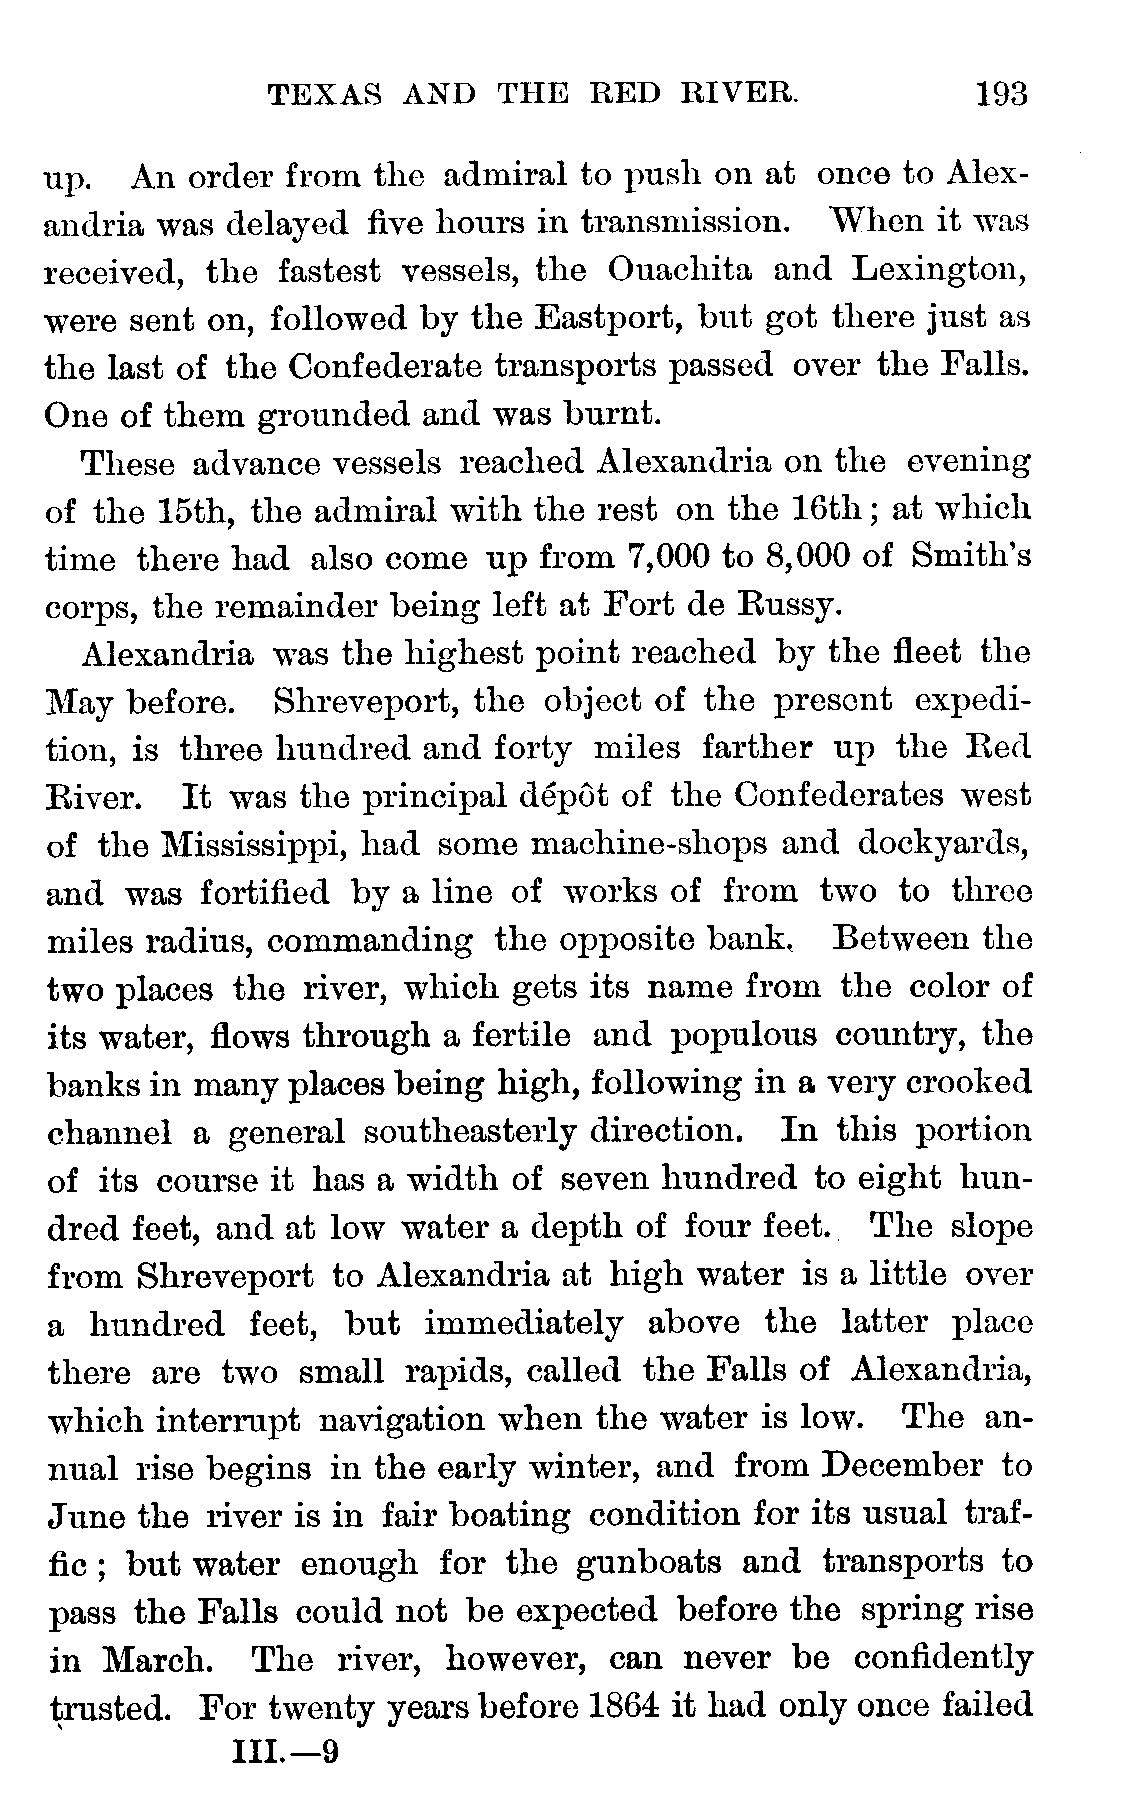 TEXAS AND THE RED RIVER. 193
up. An order from the admiral to push on at once to Alex-
andria was delayed five hours in transmission. When it was
received, the fastest vessels, the Ouachita and Lexington,
were sent on, followed by the Eastport, but got there just as
the last of the Confederate transports passed over the Falls.
One of them grounded and was burnt.
These advance vessels reached Alexandria on the evening
of the 15th, the admiral with the rest on the 16th; at which
time there had also come up from 7,000 to 8,000 of Smith's
corps, the remainder being left at Fort de Russy.
Alexandria was the highest point reached by the fleet the
May before. Shreveport, the object of the present expedi-
tion, is three hundred and forty miles farther up the Red
River. It was the principal dépôt of the Confederates west
of the Mississippi, had some machine-shops and dockyards,
and was fortified by a line of works of from two to three
miles radius, commanding the opposite bank. Between the
two places the river, which gets its name from the color of
its water, flows through a fertile and populous country, the
banks in many places being high, following in a very crooked
channel a general southeasterly direction. In this portion
of its course it has a width of seven hundred to eight hun-
dred feet, and at low water a depth of four feet. The slope
from Shreveport to Alexandria at high water is a little over
a hundred feet, but immediately above the latter place
there are two small rapids, called the Falls of Alexandria,
which interrupt navigation when the water is low. The an-
nual rise begins in the early winter, and from December to
June the river is in fair boating condition for its usual traf-
fic; but water enough for the gunboats and transports to
pass the Falls could not be expected before the spring rise
in March. The river, however, can never be confidently
trusted. For twenty years before 1864 it had only once failed
III.—9